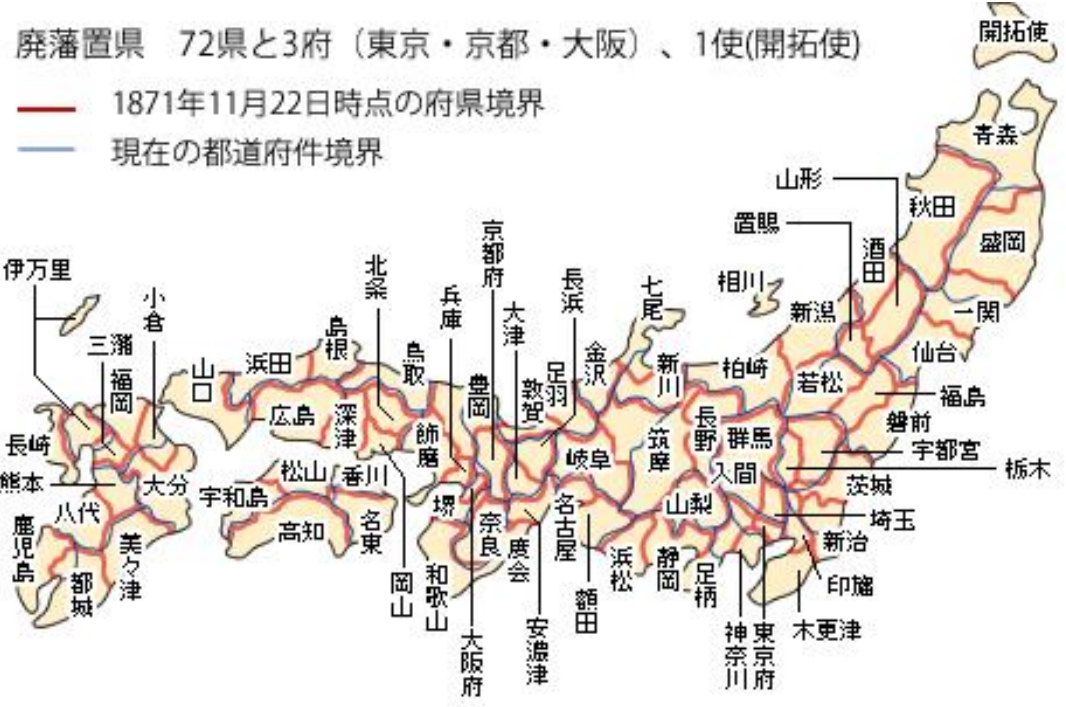 廃藩置県　72県と3府（東京・京都・大阪）、1使(開拓使)
1871年11月22日時点の府県境界
現在の都道府件境界
開拓使
青森
山形
秋田
置賜
酒田
盛岡
京都府
伊万里
北条
長浜
七尾
相川
小倉
兵庫
大津
新潟
一関
三瀦
島根
浜田
鳥取
金沢
仙台
福岡
山口
豊岡
敦賀
足羽
新川
柏崎
若松
福島
広島
深津
飾磨
長野
群馬
磐前
長崎
岐阜
筑摩
宇都宮
入間
栃木
熊本
大分
松山
香川
宇和島
茨城
八代
堺
名古屋
山梨
埼玉
鹿児島
美々津
高知
名東
奈良
度会
新治
都城
岡山
和歌山
浜松
静岡
足柄
印旛
額田
大阪府
安濃津
神奈川
東京府
木更津